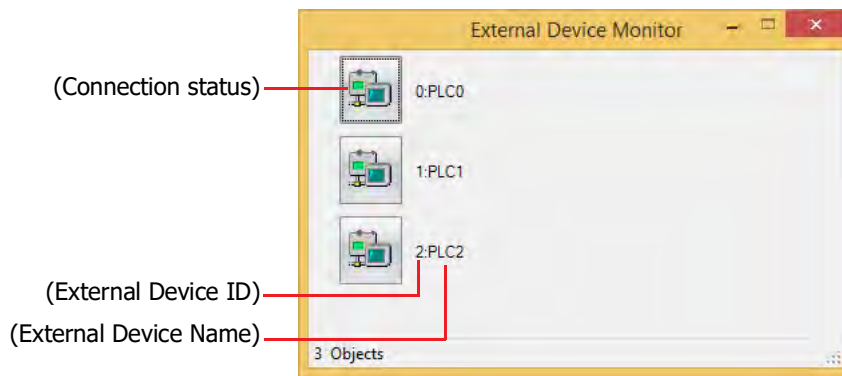 External Device Monitor
(Connection status)
0:PLC0
1:PLC1
2:PLC2
(External Device ID)
(External Device Name)
3 Objects